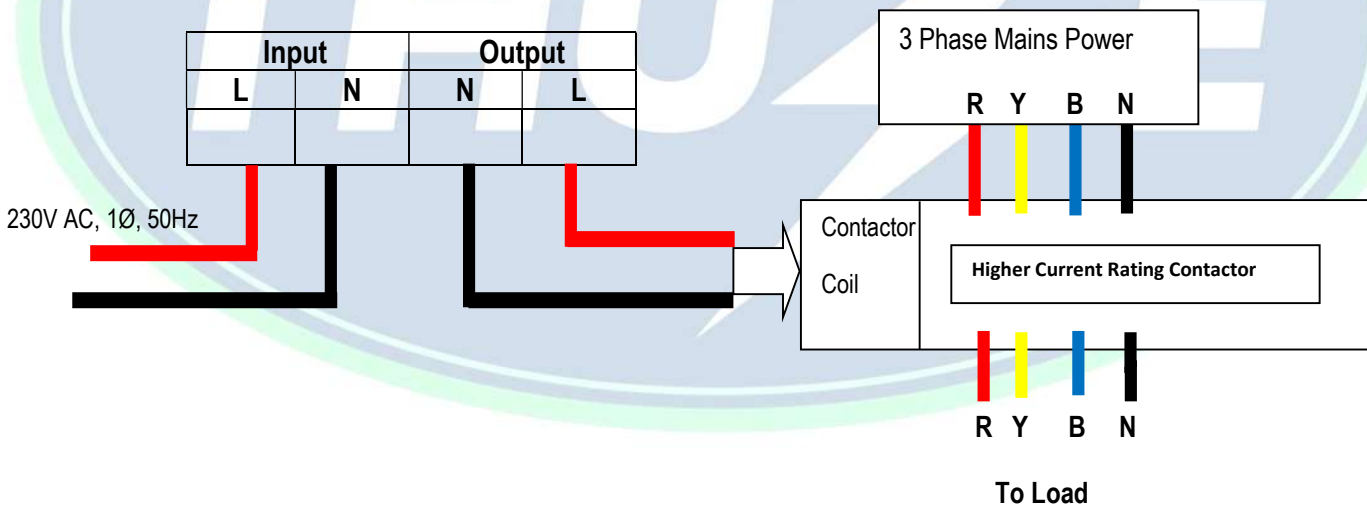 Input Output
L N N L
230V AC, 1Ø, 50Hz
3 Phase Mains Power
R Y B N
Contactor
Coil
Higher Current Rating Contactor
R Y B N
To Load